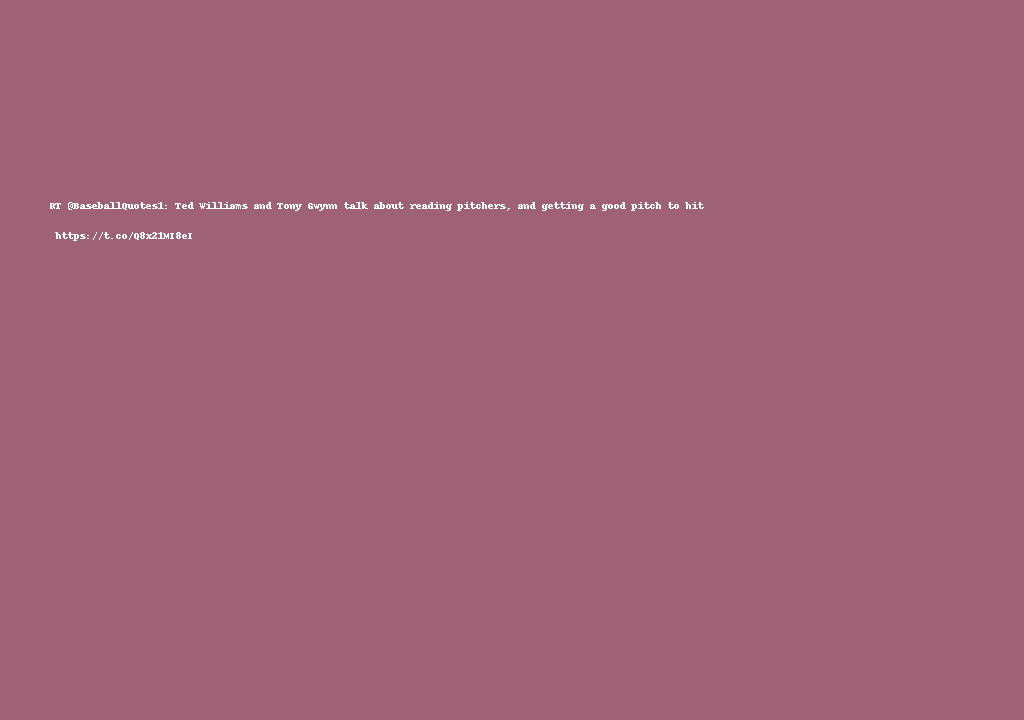 RT @BaseballQuotes1: Ted Williams and Tony Gwynn talk about reading pitchers, and getting a good pitch to hit
https://t.co/Q8x21MI8eI